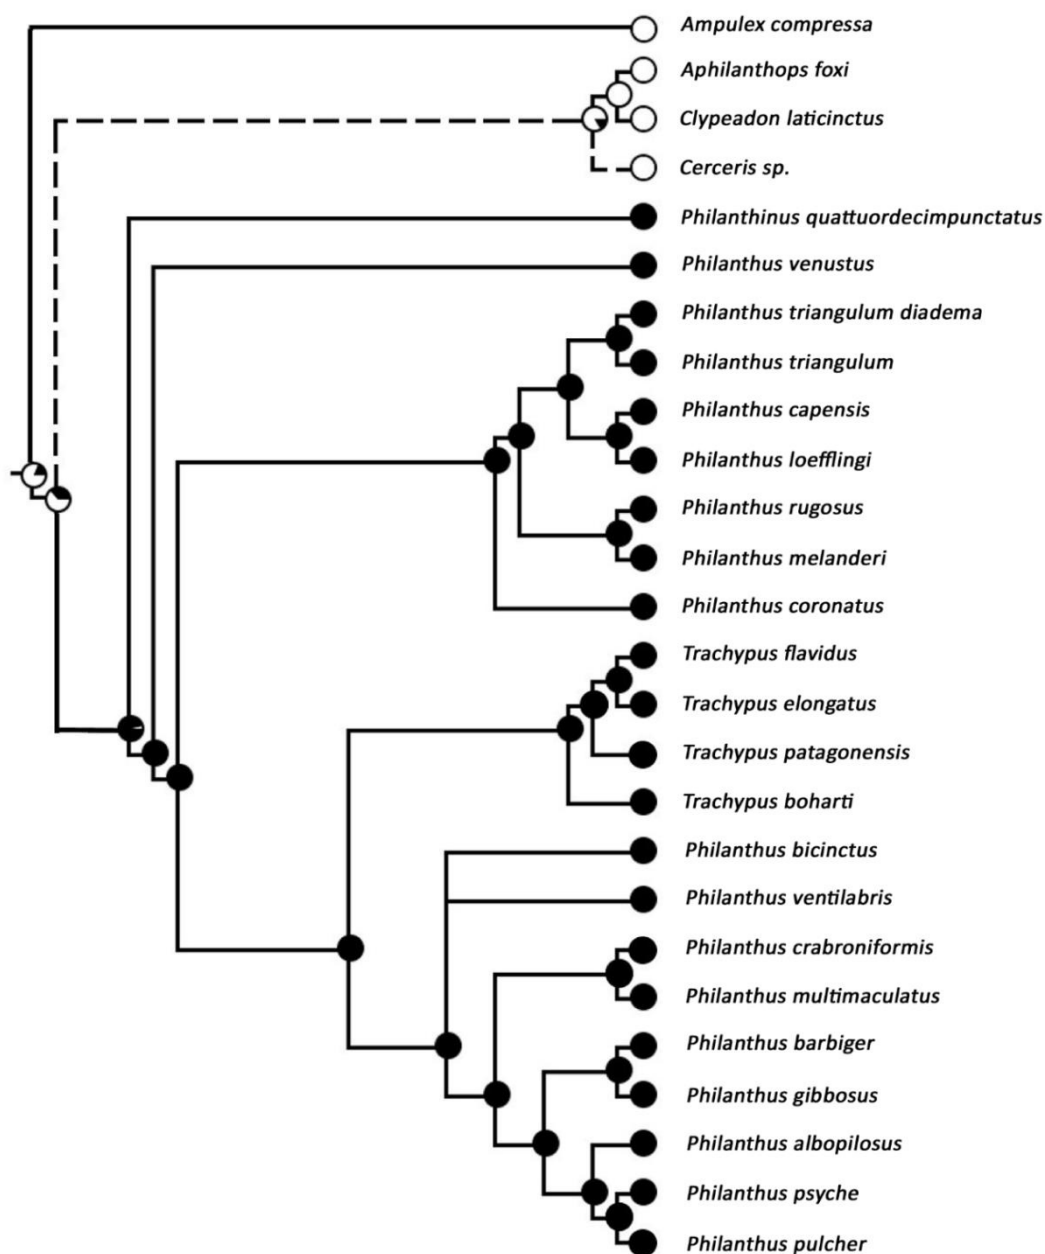 Ampulex compressa
Aphilanthops foxi
Clypeadon laticinctus
Cerceris sp.
Philanthinus quattuordecimpunctatus
Philanthus venustus
Philanthus triangulum diadema
Philanthus triangulum
Philanthus capensis
Philanthus loefflingi
Philanthus rugosus
Philanthus melanderi
Philanthus coronatus
Trachypus flavidus
Trachypus elongatus
Trachypus patagonensis
Trachypus boharti
Philanthus bicinctus
Philanthus ventilabris
Philanthus crabroniformis
Philanthus multimaculatus
Philanthus barbiger
Philanthus gibbosus
Philanthus albopilosus
Philanthus psyche
Philanthus pulcher